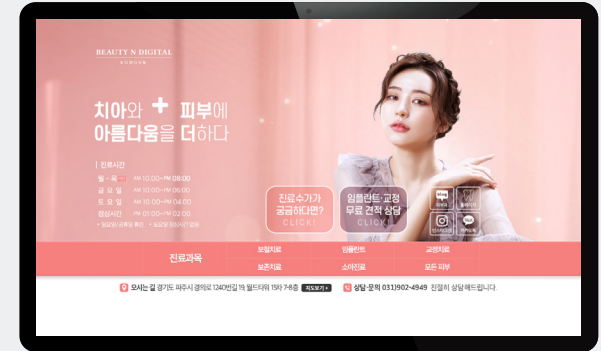 BEAUTY N DIGITAL
치아와 + 피부에
아름다움을 더하다
진료시간
월 - 목 AM 10:00~PM 08:00
금 요 일 AM 10:00~PM 06:00
토 요 일 AM 10:00~PM 04:00
점심시간 PM 01:00~PM 02:00
진료수가가
궁금하다면?
CLICK!
임플란트·교정
무료 견적 상담
CLICK!
Blog
인스타그램
진료과목
보철치료 임플란트 교정치료
보존치료 소아진료 모든 피부
오시는 길 경기도 파주시 경의로 1240번길 19, 월드타워 15차 7-8층 지도보기
상담·문의 031)902-4949 친절히 상담해드립니다.